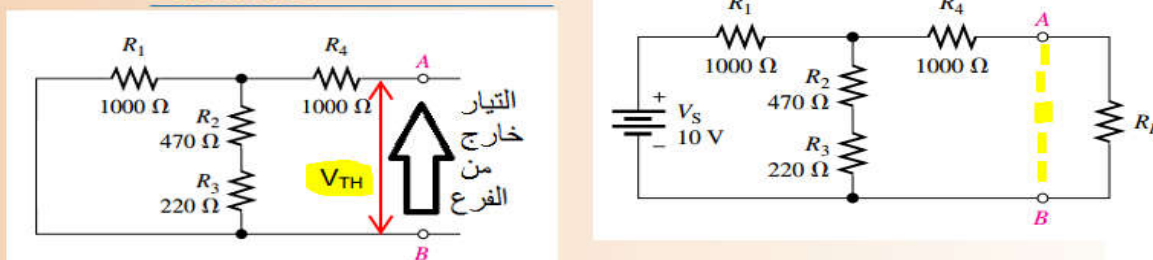 R1
R4
A
1000 Ω
1000 Ω
R2
470 Ω
R3
220 Ω
VTH
التيار
خارج
من
الفرع
B
R1
R4
A
1000 Ω
1000 Ω
R2
470 Ω
+
VS
10 V
−
R3
220 Ω
B